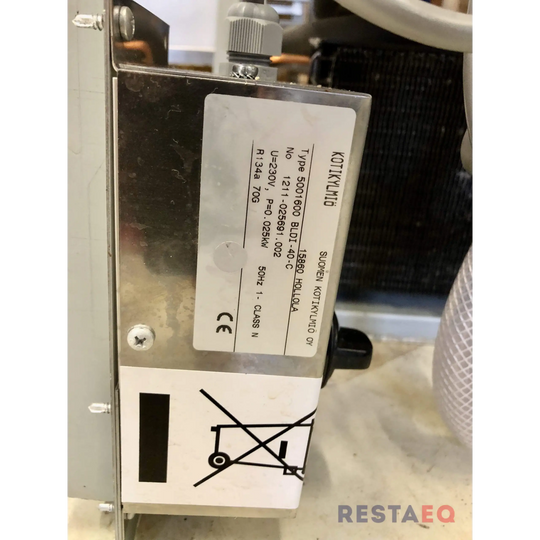 KOTIKYLMIÖ
SUOMEN KOTIKYLMIÖ OY
15860 HOLLOLA
Type 5001600 BLDI-40-C
No 1211-025691.002
U=230V, P=0.025kW 50Hz 1~ CLASS N
R134a 70G
CE
RESTAEQ